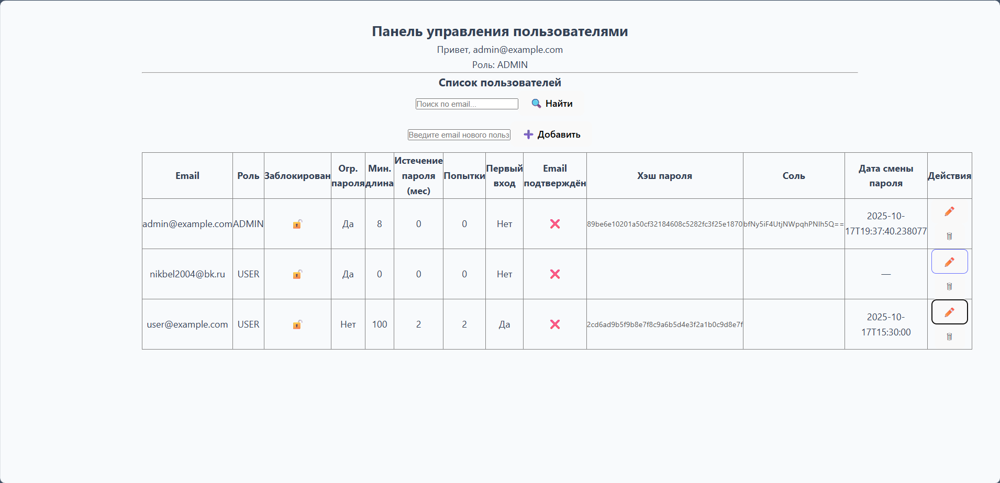 Панель управления пользователями
Привет, admin@example.com
Роль: ADMIN
Список пользователей
Поиск по email... Найти
Введите email нового польз Добавить
Email Роль Заблокирован Огр. пароля Мин. длина Истечение пароля (мес) Попытки Первый вход Email подтверждён Хэш пароля Соль Дата смены пароля Действия
admin@example.com ADMIN Да 8 0 0 Нет 89be6e10201a50cf32184608c5282fc3f25e1870 bfNy5iF4UtjNWpqhPNIh5Q== 2025-10-17T19:37:40.238077
nikbel2004@bk.ru USER Да 0 0 0 Нет —
user@example.com USER Нет 100 2 2 Да 2cd6ad9b5f9b8e7f8c9a6b5d4e3f2a1b0c9d8e7f 2025-10-17T15:30:00